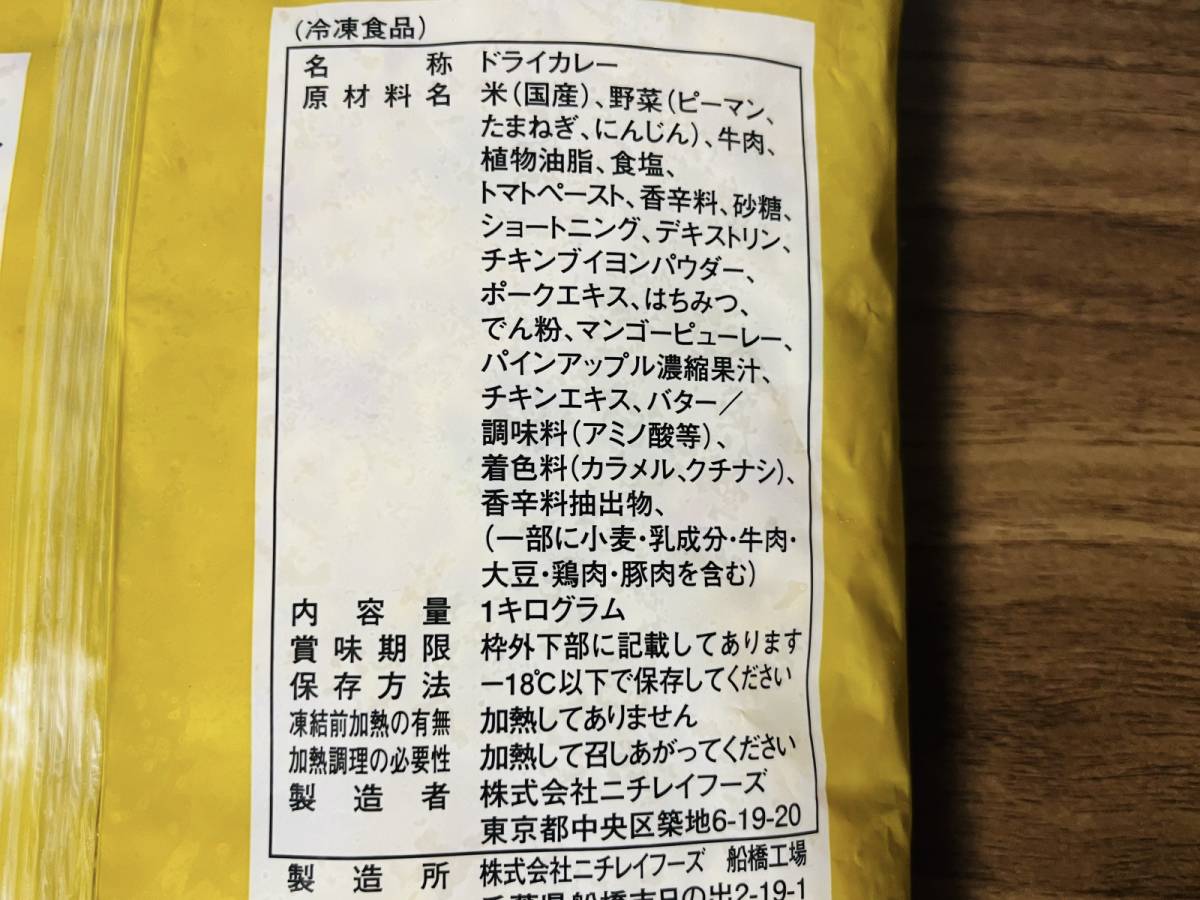 (冷凍食品)
名称 ドライカレー
原材料名 米(国産)、野菜(ピーマン、
たまねぎ、にんじん)、牛肉、
植物油脂、食塩、
トマトペースト、香辛料、砂糖、
ショートニング、デキストリン、
チキンブイヨンパウダー、
ポークエキス、はちみつ、
でん粉、マンゴーピューレー、
パインアップル濃縮果汁、
チキンエキス、バター/
調味料(アミノ酸等)、
着色料(カラメル、クチナシ)、
香辛料抽出物、
(一部に小麦・乳成分・牛肉・
大豆・鶏肉・豚肉を含む)
内容量 1キログラム
賞味期限 枠外下部に記載してあります
保存方法 －18℃以下で保存してください
凍結前加熱の有無 加熱してありません
加熱調理の必要性 加熱して召しあがってください
製造者 株式会社ニチレイフーズ
東京都中央区築地6-19-20
製造所 株式会社ニチレイフーズ 船橋工場
千葉県船橋市日の出2-19-1